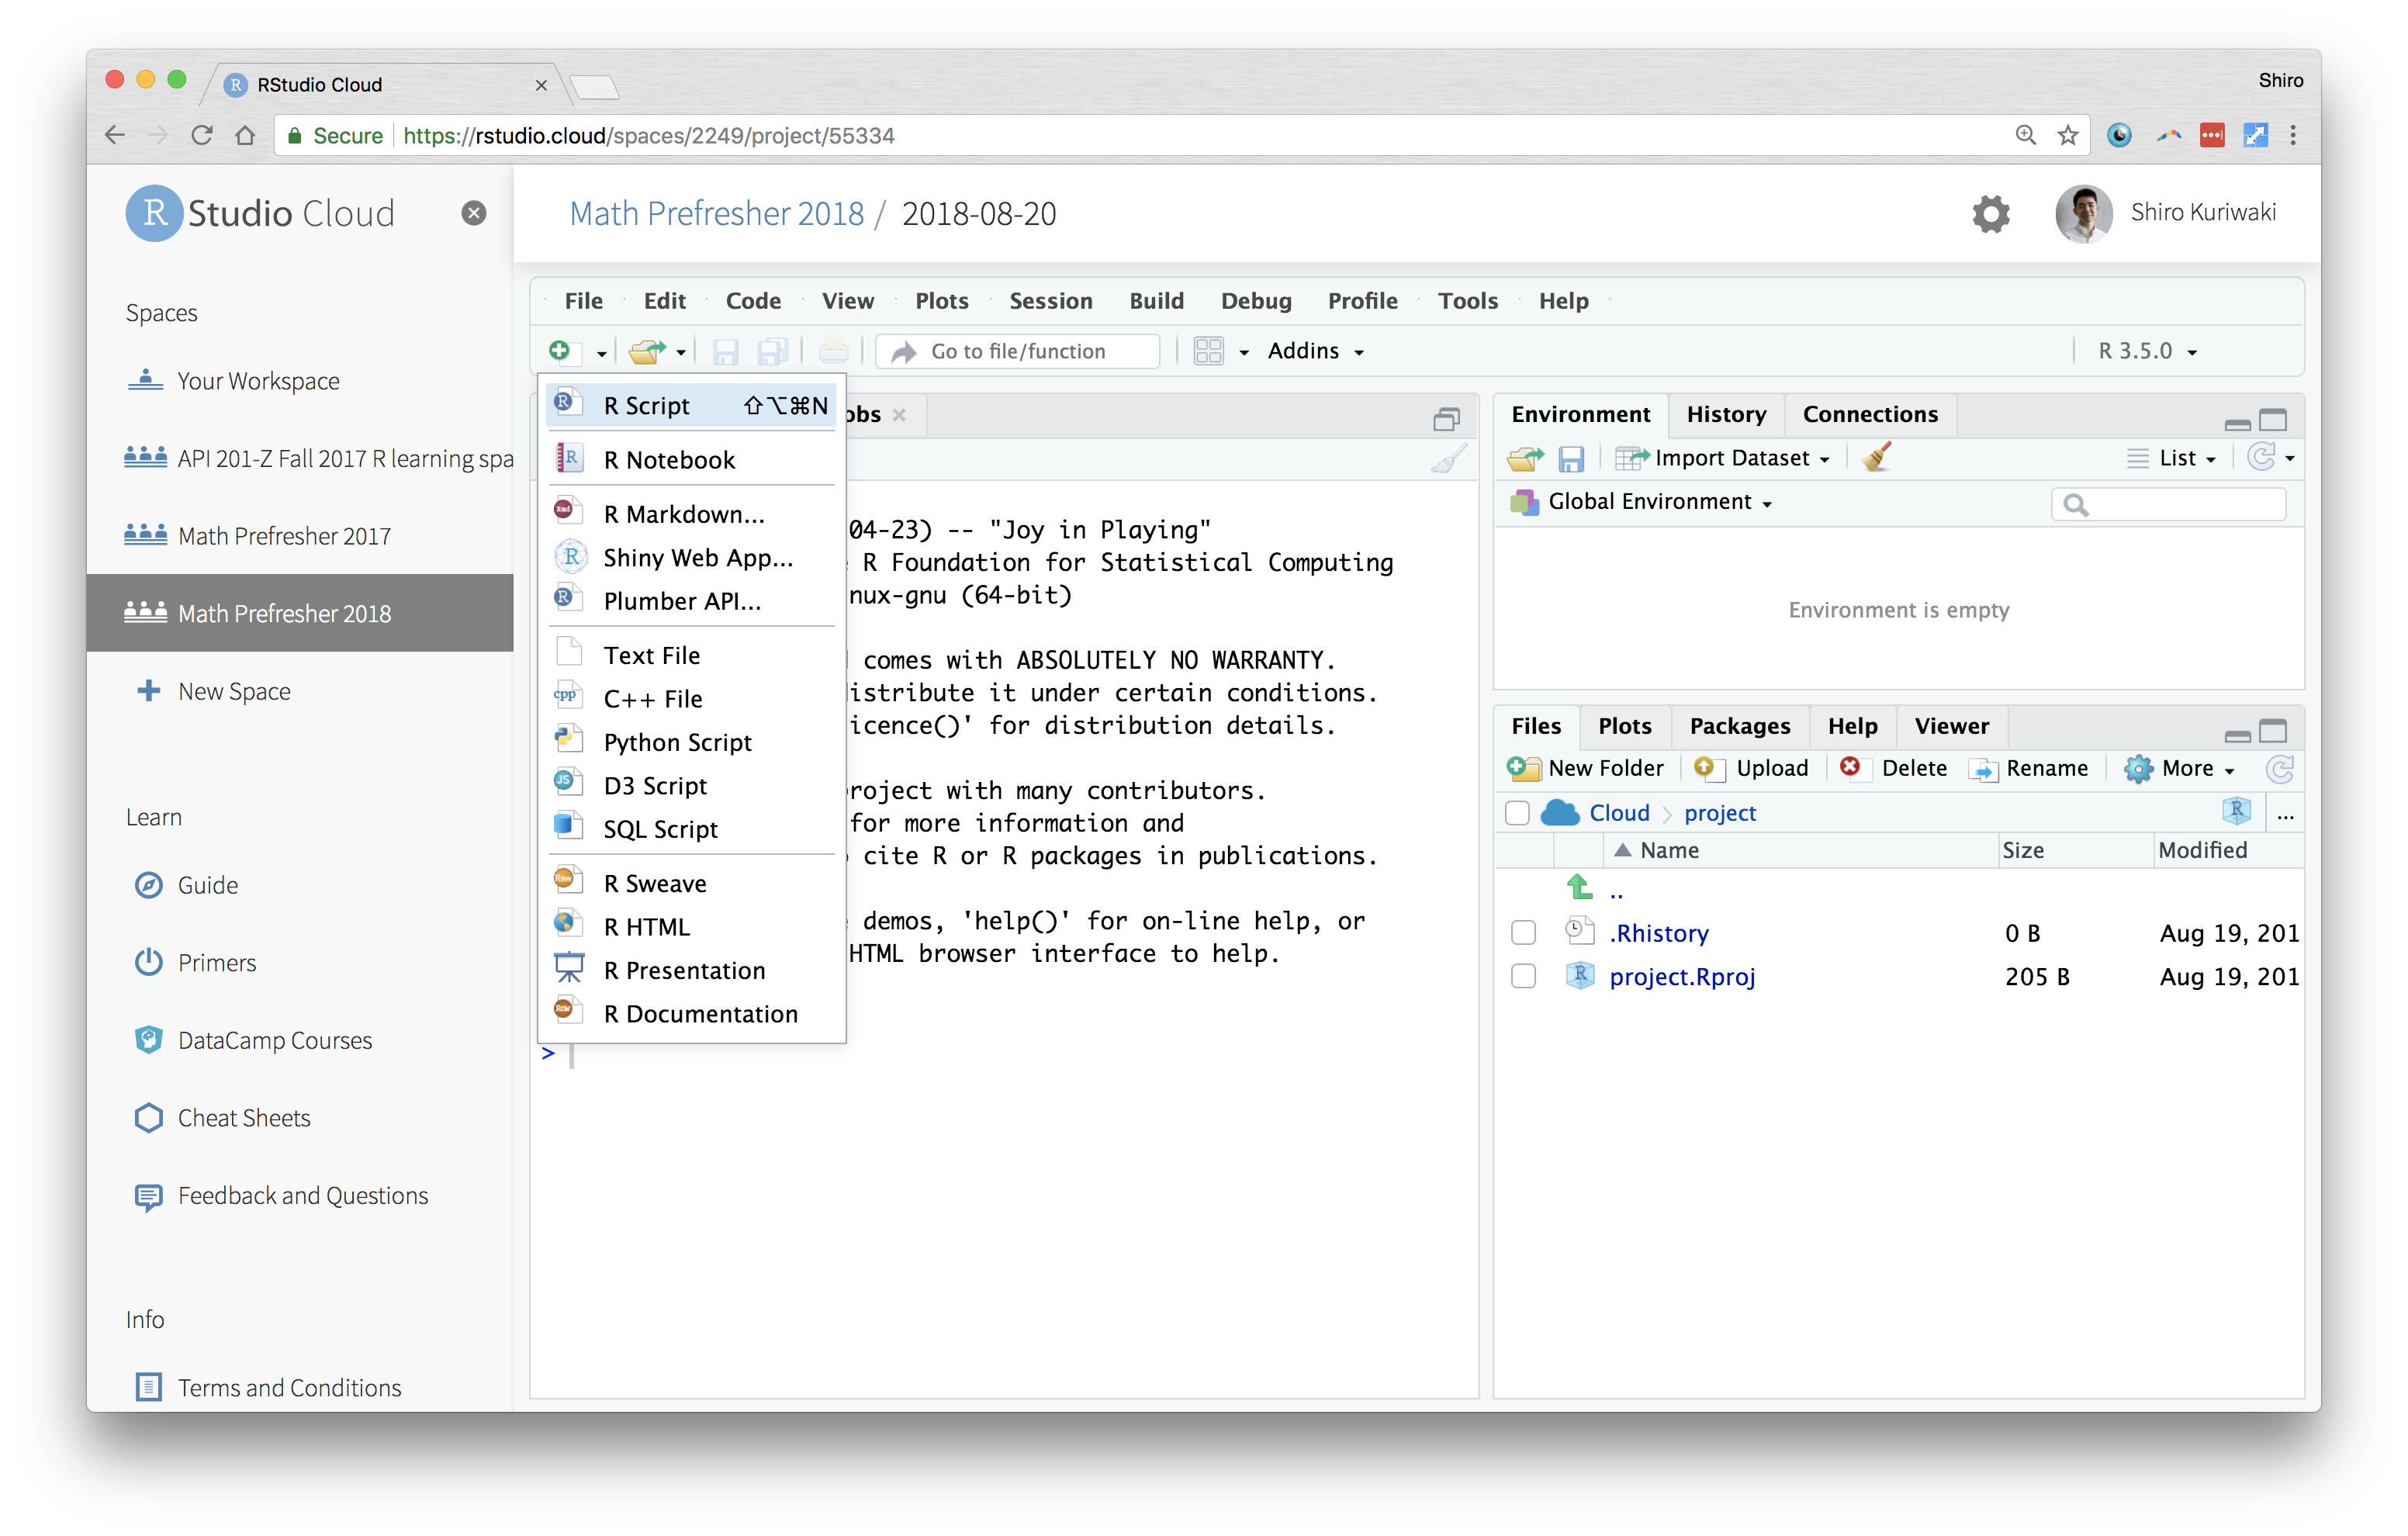 RStudio Cloud
Shiro
Secure https://rstudio.cloud/spaces/2249/project/55334
R Studio Cloud
Math Prefresher 2018 / 2018-08-20
Shiro Kuriwaki
Spaces
Your Workspace
API 201-Z Fall 2017 R learning spa
Math Prefresher 2017
Math Prefresher 2018
New Space
Learn
Guide
Primers
DataCamp Courses
Cheat Sheets
Feedback and Questions
Info
Terms and Conditions
File Edit Code View Plots Session Build Debug Profile Tools Help
Go to file/function Addins R 3.5.0
R Script ⇧⌥⌘N
R Notebook
R Markdown...
Shiny Web App...
Plumber API...
Text File
C++ File
Python Script
D3 Script
SQL Script
R Sweave
R HTML
R Presentation
R Documentation
obs
04-23) -- "Joy in Playing"
R Foundation for Statistical Computing
nux-gnu (64-bit)
comes with ABSOLUTELY NO WARRANTY.
istribute it under certain conditions.
icence()' for distribution details.
roject with many contributors.
for more information and
cite R or R packages in publications.
demos, 'help()' for on-line help, or
HTML browser interface to help.
>
Environment History Connections
Import Dataset List
Global Environment
Environment is empty
Files Plots Packages Help Viewer
New Folder Upload Delete Rename More
Cloud project ...
Name Size Modified
..
.Rhistory 0 B Aug 19, 201
project.Rproj 205 B Aug 19, 201